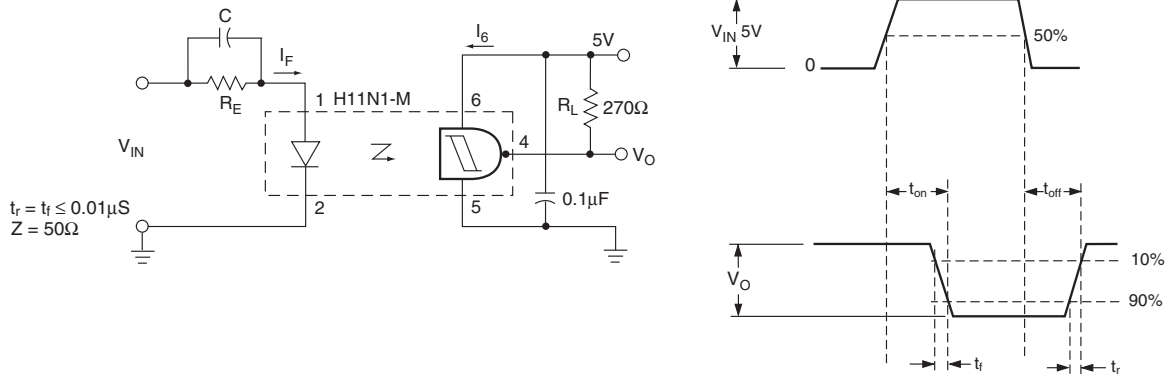 C
I_F
R_E
V_IN
t_r = t_f ≤ 0.01μS
Z = 50Ω
1 H11N1-M
2
I_6
6
5V
R_L 270Ω
4
V_O
5
0.1μF
V_IN 5V
0
50%
t_on
t_off
V_O
10%
90%
t_f
t_r